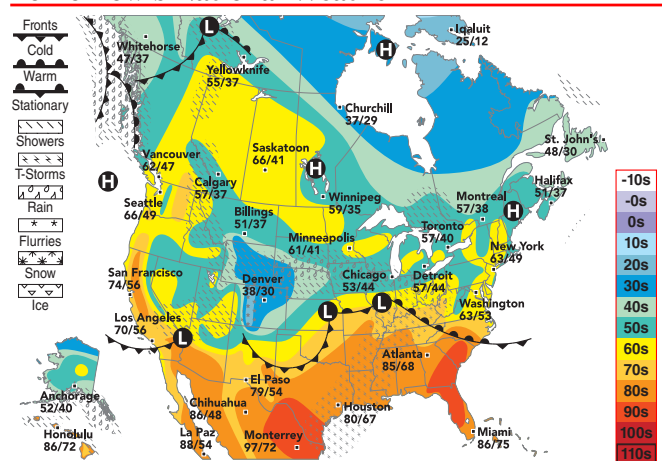 Fronts
Cold
Warm
Stationary
Showers
T-Storms
Rain
Flurries
Snow
Ice
L
H
Iqaluit
25/12
Whitehorse
47/37
Yellowknife
55/37
Churchill
37/29
St. John's
48/30
Vancouver
62/47
Saskatoon
66/41
H
Calgary
57/37
H
Winnipeg
59/35
Halifax
51/37
Montreal
57/38
H
Seattle
66/49
Billings
51/37
Toronto
57/40
Minneapolis
61/41
New York
63/49
San Francisco
74/56
Denver
38/30
Chicago
53/44
Detroit
57/44
Washington
63/53
L
L
Los Angeles
70/56
L
Atlanta
85/68
El Paso
79/54
Anchorage
52/40
Chihuahua
86/48
Houston
80/67
Honolulu
86/72
La Paz
88/54
Monterrey
97/72
Miami
86/75
-10s
-0s
0s
10s
20s
30s
40s
50s
60s
70s
80s
90s
100s
110s